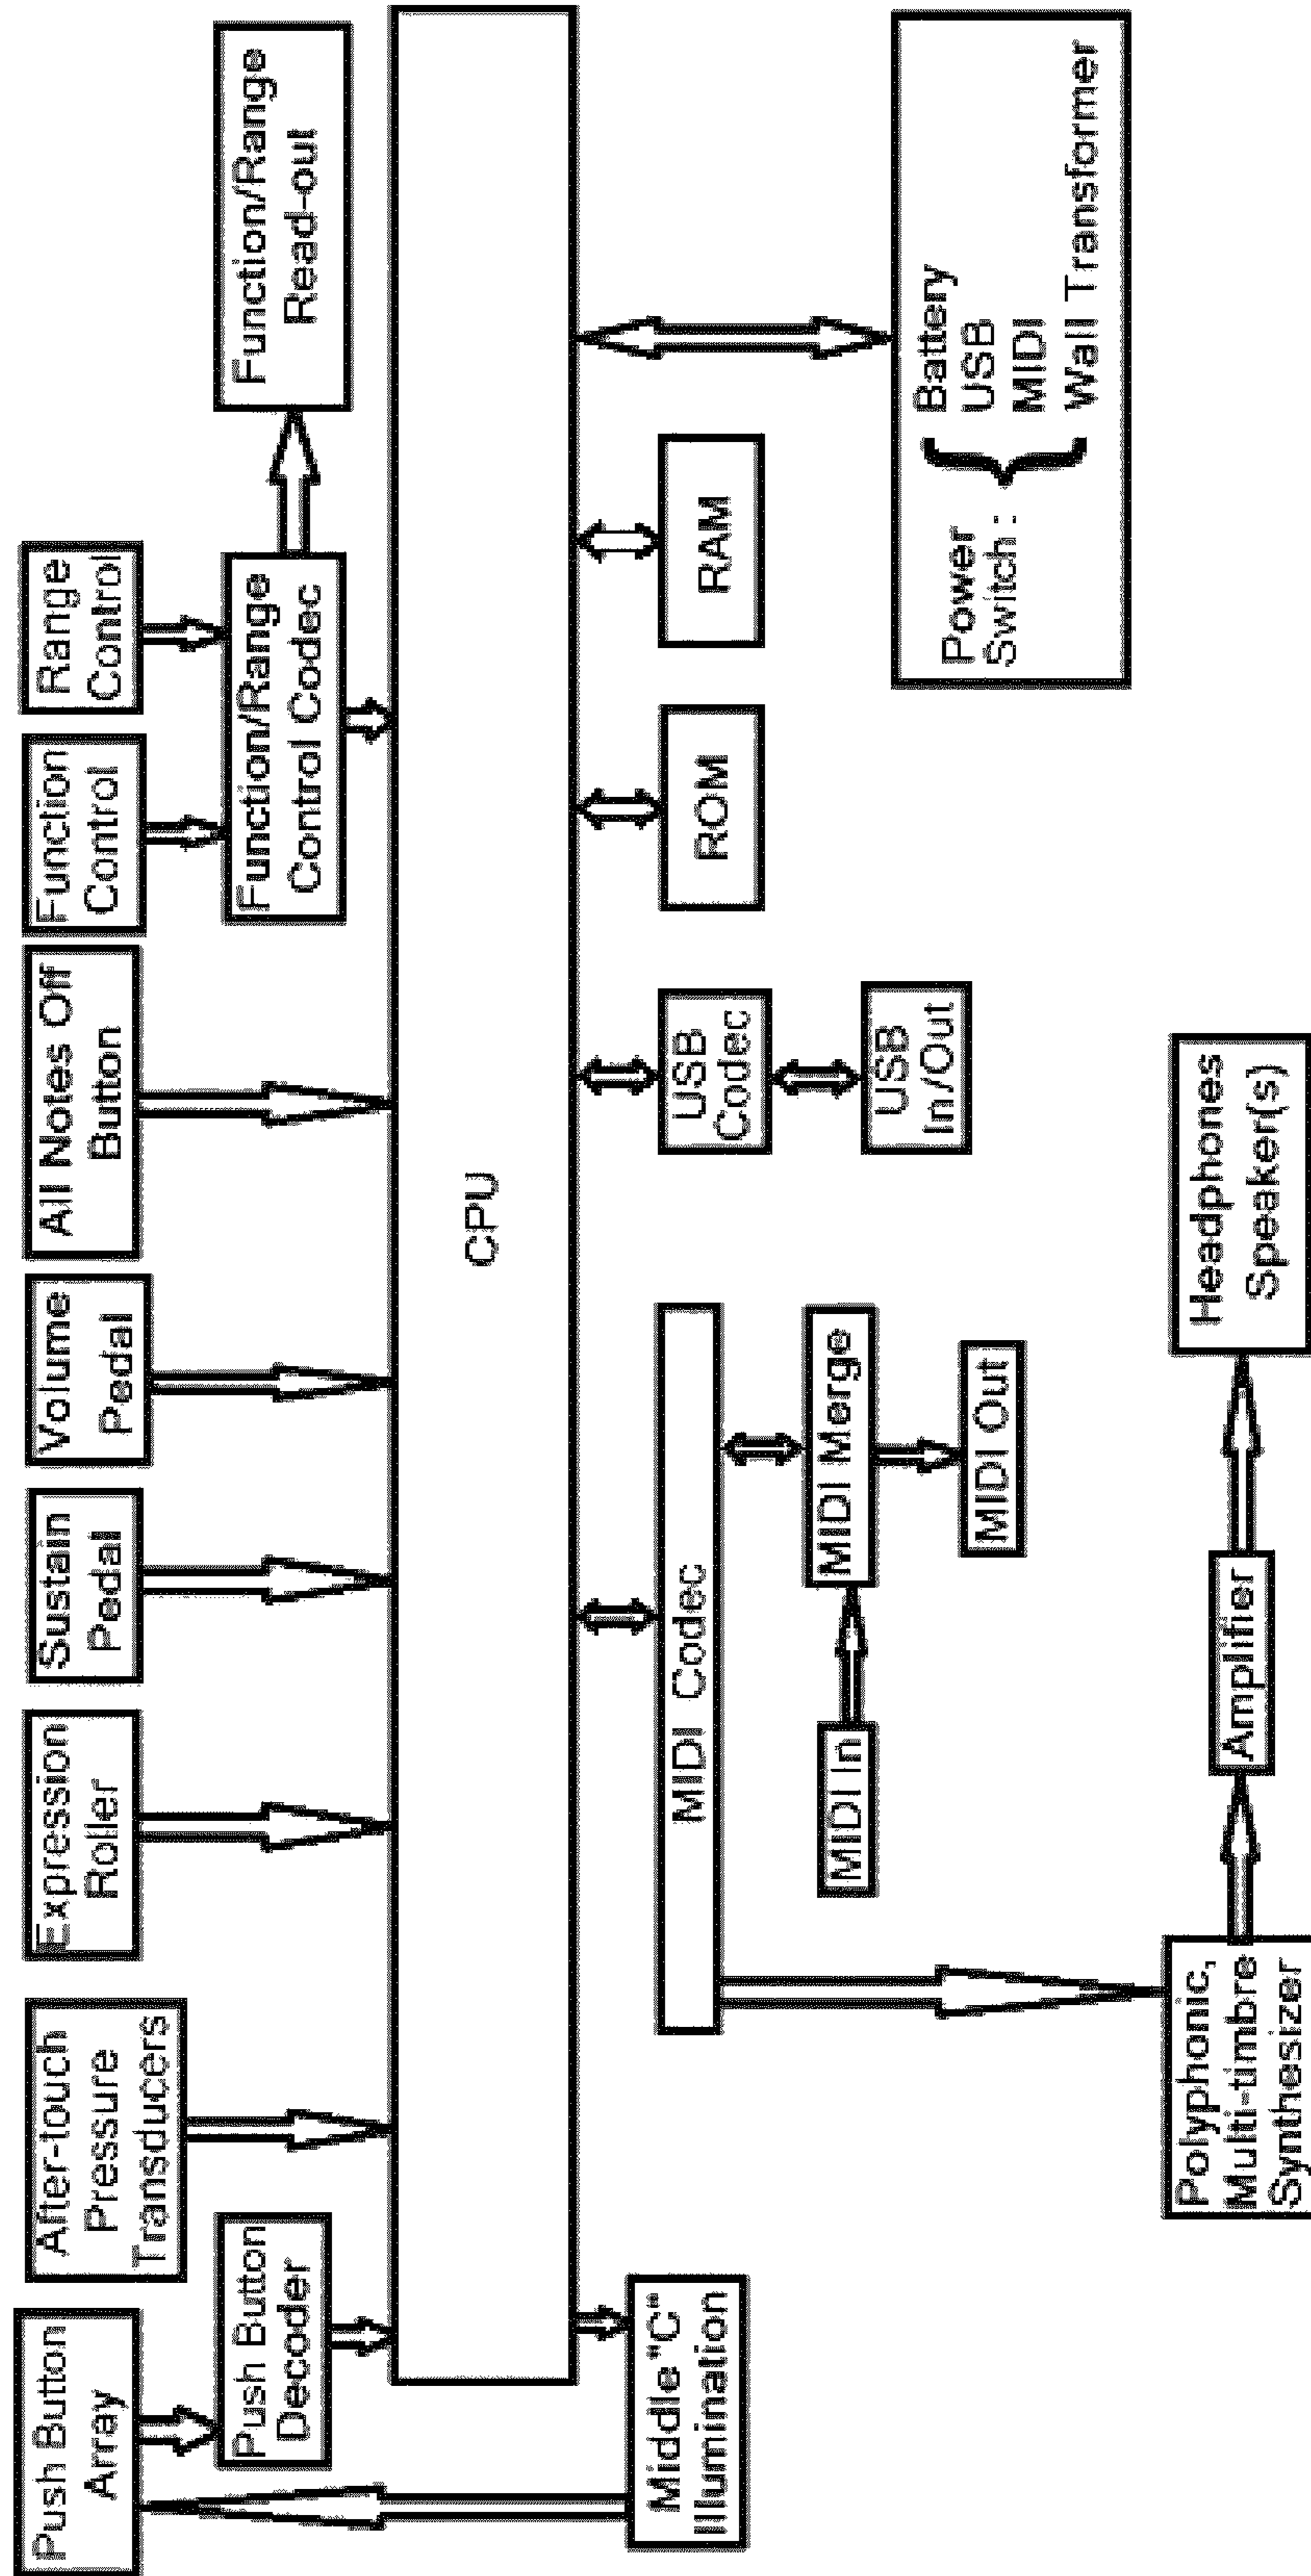 Push Button
Array
After-touch
Pressure
Transducers
Expression
Roller
Sustain
Pedal
Volume
Pedal
All Notes Off
Button
Function
Control
Range
Control
Push Button
Decoder
Function/Range
Control Codec
Function/Range
Read-out
CPU
Middle "C"
Illumination
MIDI Codec
USB
Codec
ROM
RAM
MIDI In
MIDI Merge
MIDI Out
USB
In/Out
Power
Switch :
Battery
USB
MIDI
Wall Transformer
Polyphonic,
Multi-timbre
Synthesizer
Amplifier
Headphones
Speaker(s)